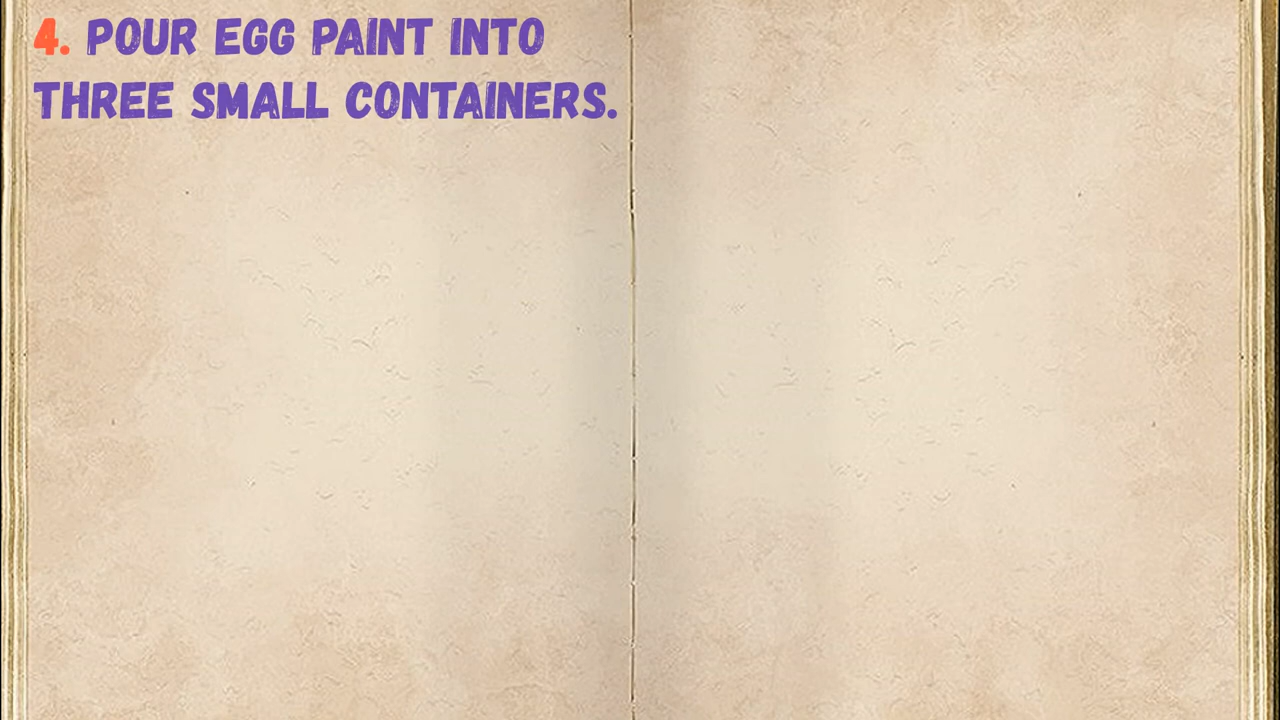 4. POUR EGG PAINT INTO
THREE SMALL CONTAINERS.